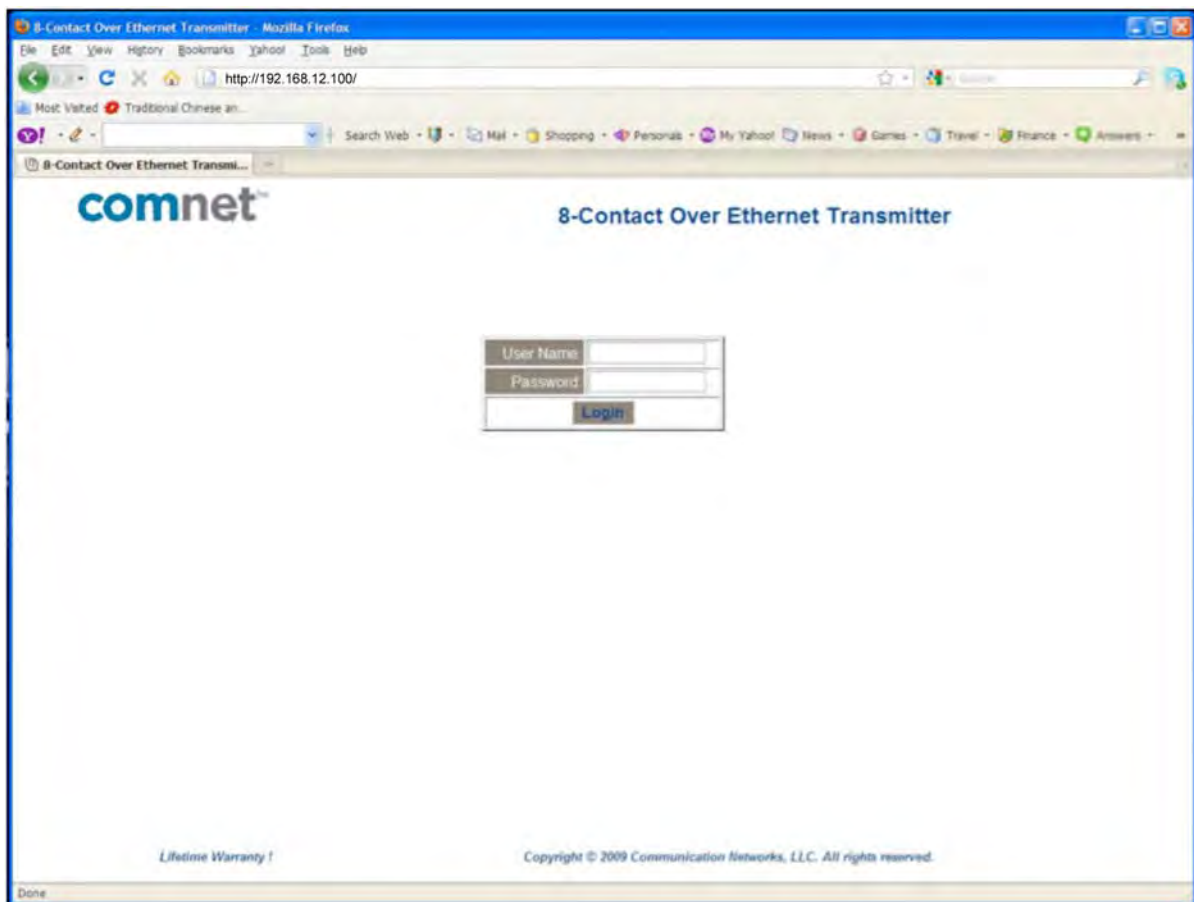 8-Contact Over Ethernet Transmitter - Mozilla Firefox
File Edit View History Bookmarks Yahoo! Tools Help
http://192.168.12.100/
Most Visited Traditional Chinese an...
Y! Search Web Mail Shopping Personals My Yahoo! News Games Travel Finance Answers
8-Contact Over Ethernet Transmi...
comnet™
8-Contact Over Ethernet Transmitter
User Name
Password
Login
Lifetime Warranty !
Copyright © 2009 Communication Networks, LLC. All rights reserved.
Done